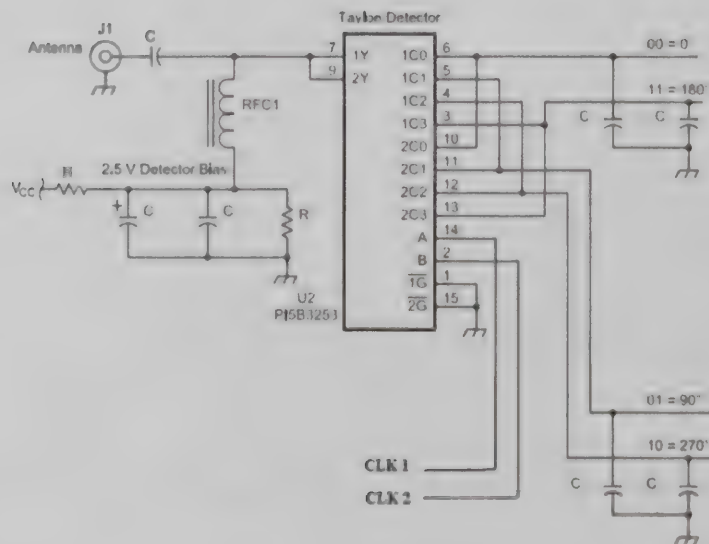 Tayloe Detector
J1
C
Antenna
7 1Y
9 2Y
1C0 6
1C1 5
1C2 4
1C3 3
2C0 10
2C1 11
2C2 12
2C3 13
A 14
B 2
1G 1
2G 15
00 = 0
11 = 180°
C C
RFC1
2.5 V Detector Bias
VCC
R
+ C C
R
U2
PI5B3253
01 = 90°
10 = 270°
C C
CLK 1
CLK 2